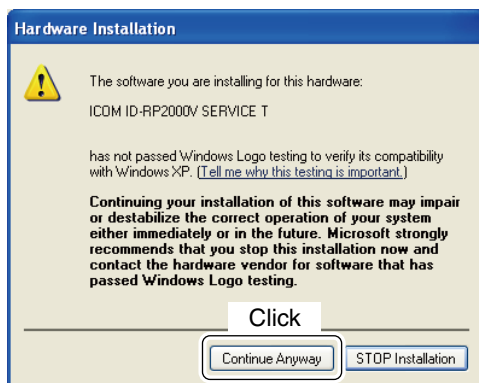 Hardware Installation
The software you are installing for this hardware:
ICOM ID-RP2000V SERVICE T
has not passed Windows Logo testing to verify its compatibility
with Windows XP. (Tell me why this testing is important.)
Continuing your installation of this software may impair
or destabilize the correct operation of your system
either immediately or in the future. Microsoft strongly
recommends that you stop this installation now and
contact the hardware vendor for software that has
passed Windows Logo testing.
Click
Continue Anyway STOP Installation